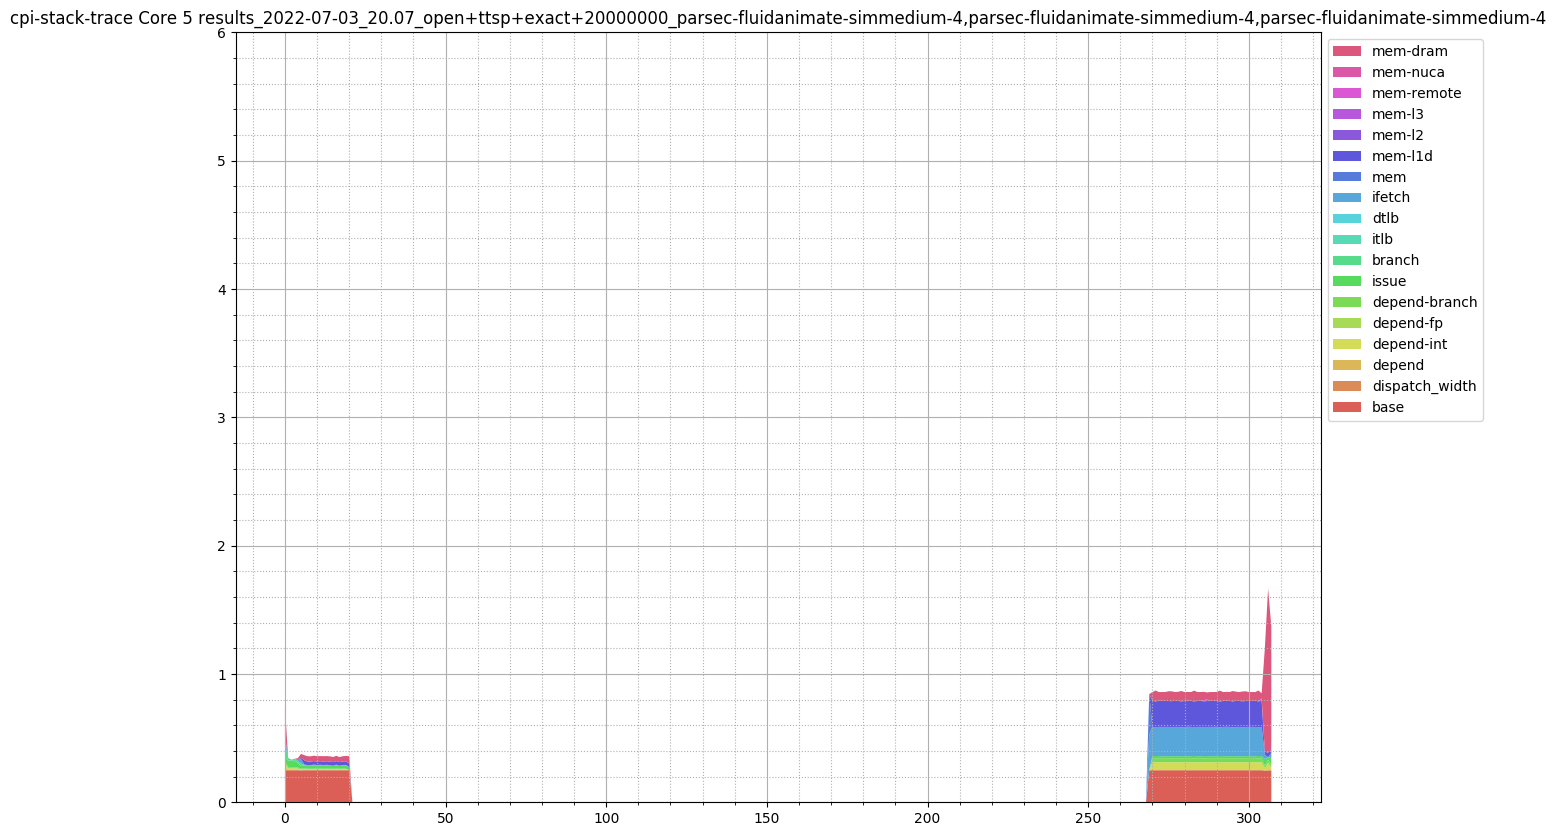 cpi-stack-trace Core 5 results_2022-07-03_20.07_open+ttsp+exact+20000000_parsec-fluidanimate-simmedium-4,parsec-fluidanimate-simmedium-4,parsec-fluidanimate-simmedium-4
6
5
4
3
2
1
0
0 50 100 150 200 250 300
mem-dram
mem-nuca
mem-remote
mem-l3
mem-l2
mem-l1d
mem
ifetch
dtlb
itlb
branch
issue
depend-branch
depend-fp
depend-int
depend
dispatch_width
base